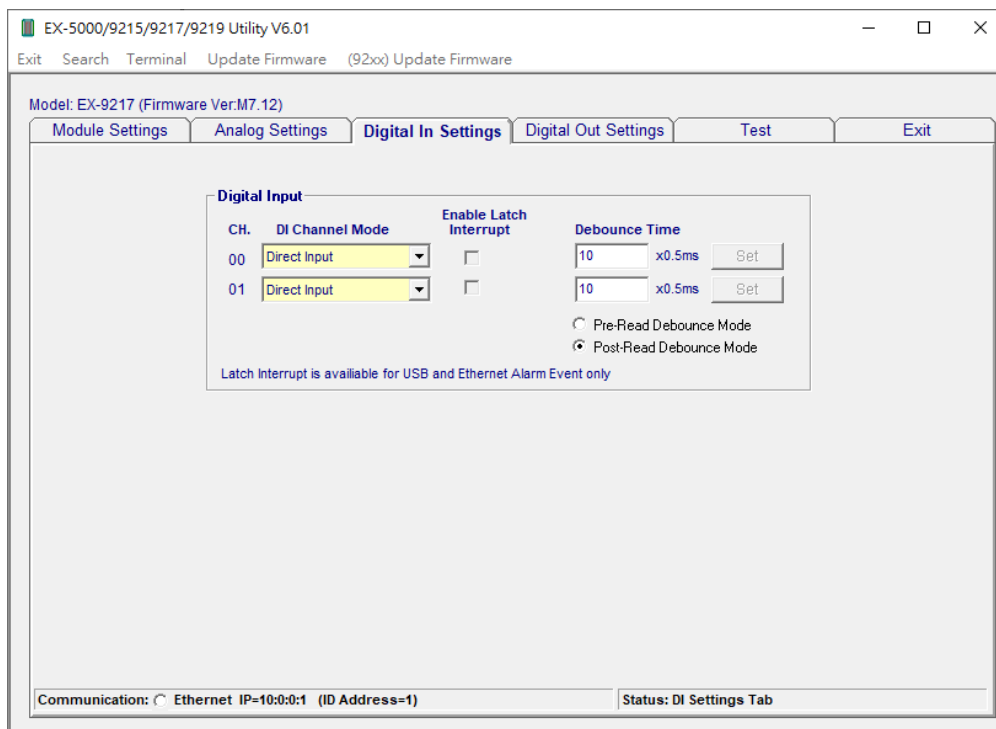 EX-5000/9215/9217/9219 Utility V6.01
Exit Search Terminal Update Firmware (92xx) Update Firmware
Model: EX-9217 (Firmware Ver:M7.12)
Module Settings Analog Settings Digital In Settings Digital Out Settings Test Exit
Digital Input
Enable Latch
CH. DI Channel Mode Interrupt Debounce Time
00 Direct Input 10 x0.5ms Set
01 Direct Input 10 x0.5ms Set
Pre-Read Debounce Mode
Post-Read Debounce Mode
Latch Interrupt is availiable for USB and Ethernet Alarm Event only
Communication: Ethernet IP=10:0:0:1 (ID Address=1) Status: DI Settings Tab